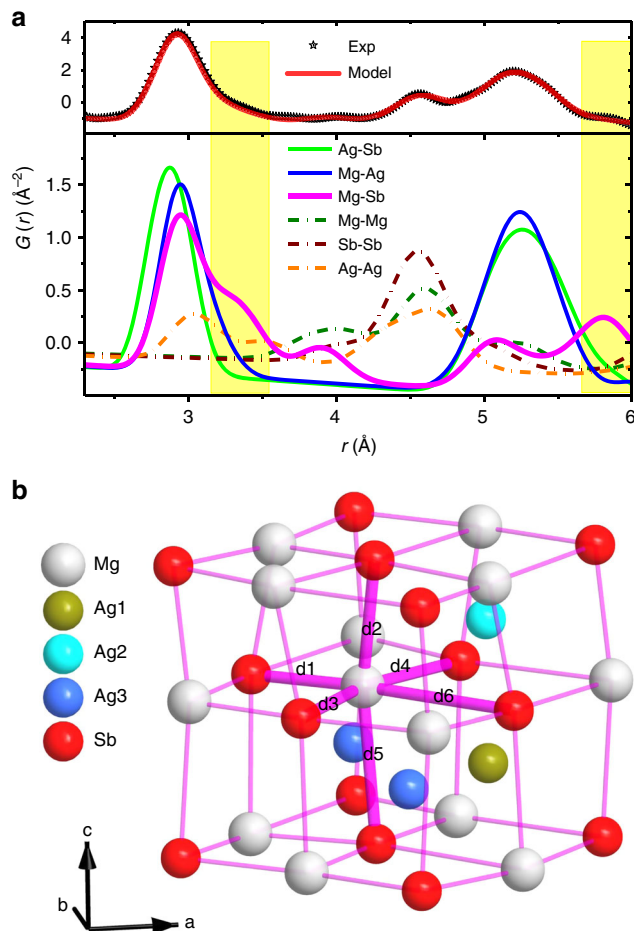 a
4
2
0
Exp
Model
G (r) (Å⁻²)
1.5
1.0
0.5
0.0
Ag–Sb
Mg–Ag
Mg–Sb
Mg–Mg
Sb–Sb
Ag–Ag
3 4 5 6
r (Å)
b
Mg
Ag1
Ag2
Ag3
Sb
d2
d1 d4
d3 d6
d5
c
b
a